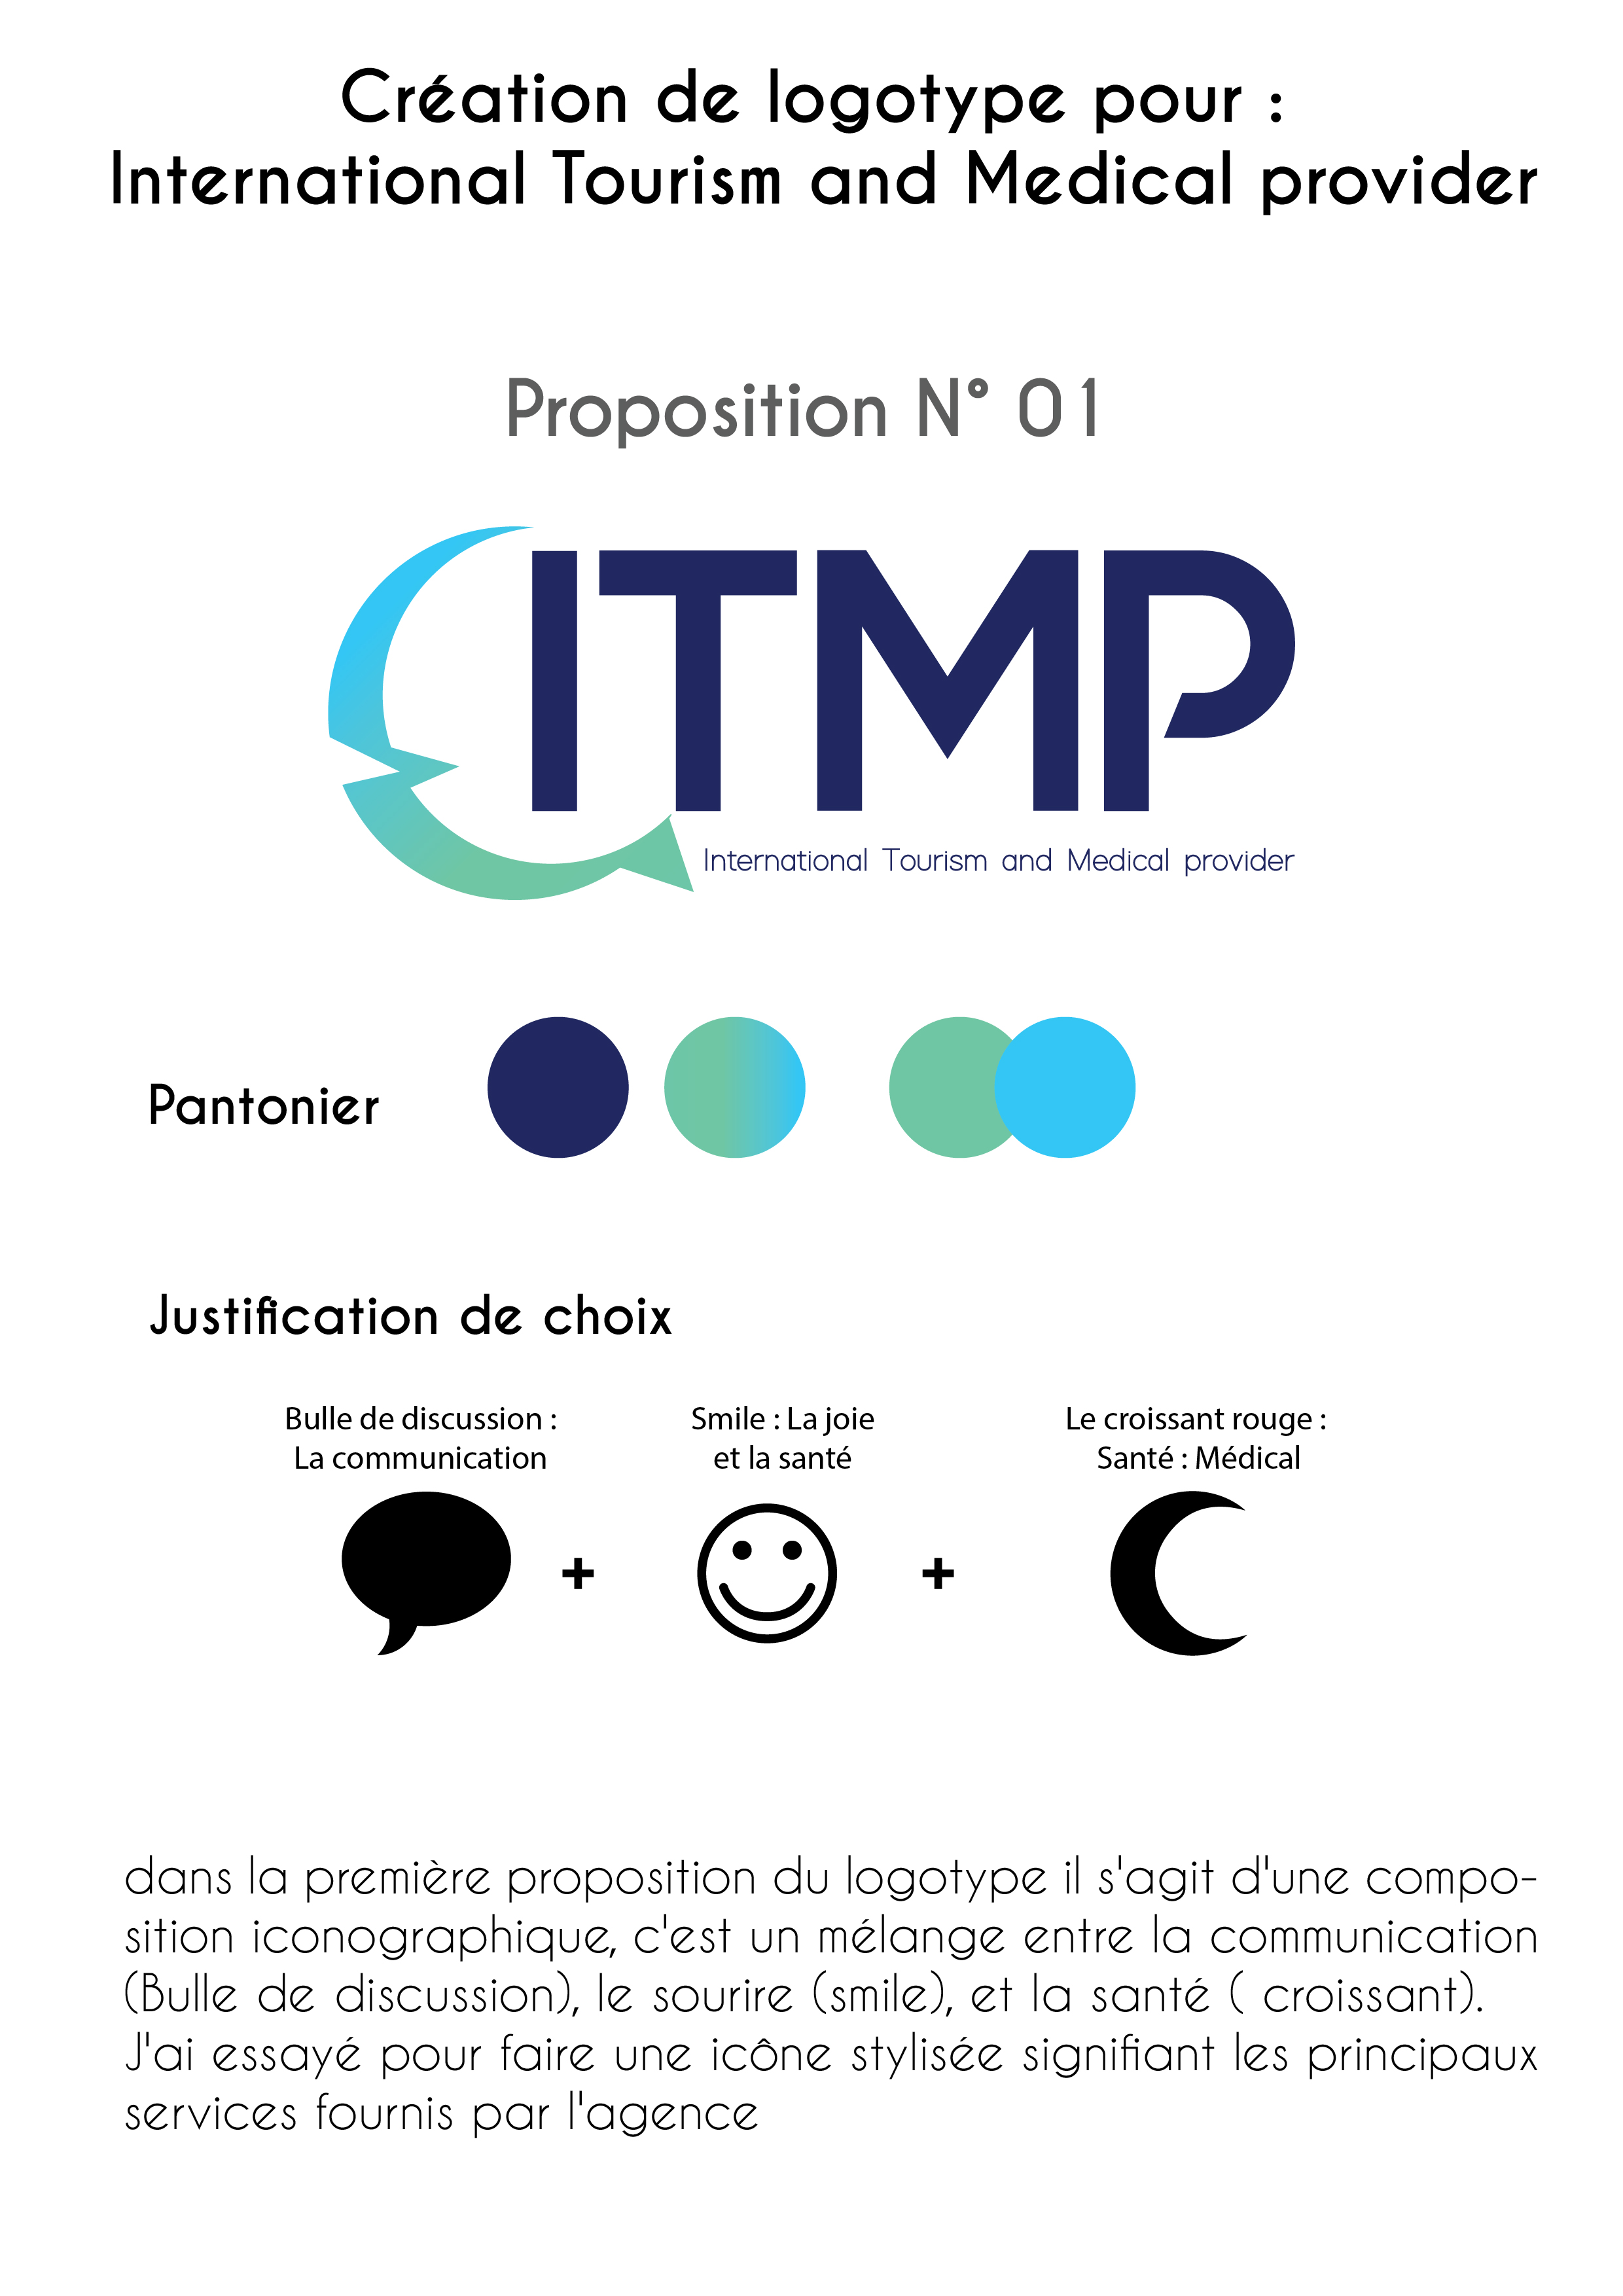 Création de logotype pour :
International Tourism and Medical provider
Proposition N° 01
ITMP
International Tourism and Medical provider
Pantonier
Justification de choix
Bulle de discussion :
La communication
Smile : La joie
et la santé
Le croissant rouge :
Santé : Médical
+
+
dans la première proposition du logotype il s'agit d'une compo-
sition iconographique, c'est un mélange entre la communication
(Bulle de discussion), le sourire (smile), et la santé ( croissant).
J'ai essayé pour faire une icône stylisée signifiant les principaux
services fournis par l'agence